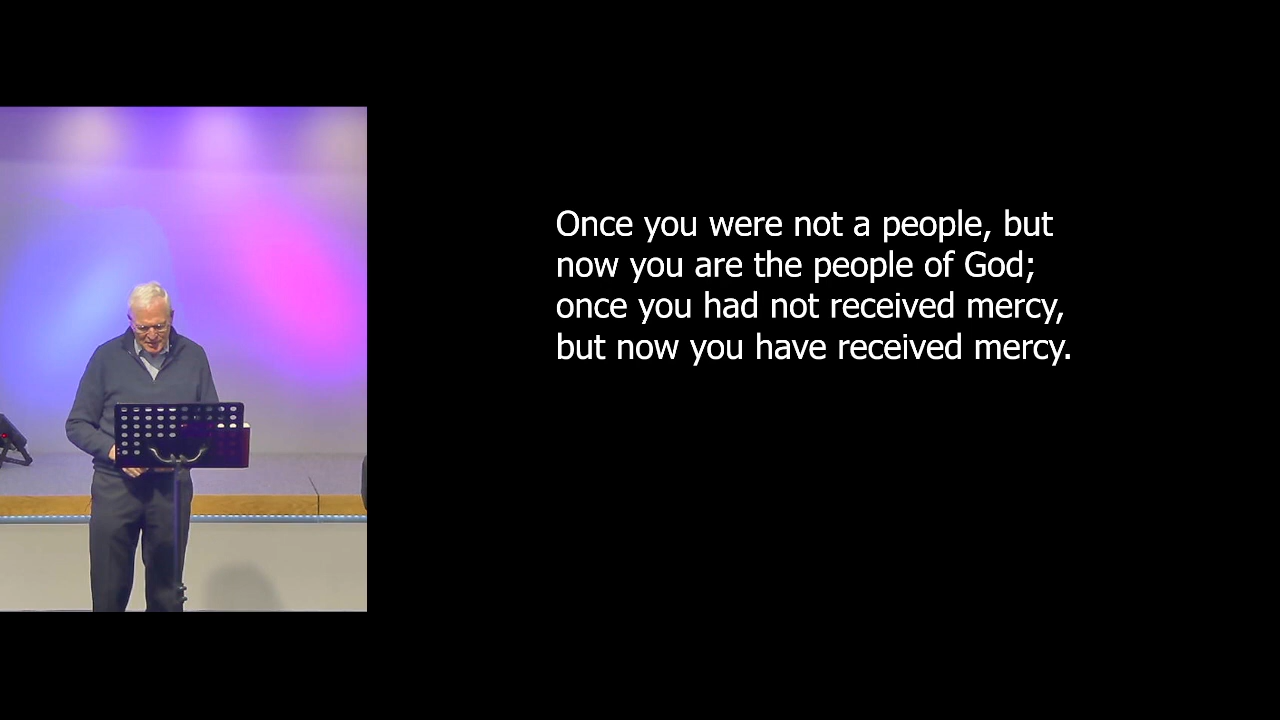 Once you were not a people, but
now you are the people of God;
once you had not received mercy,
but now you have received mercy.